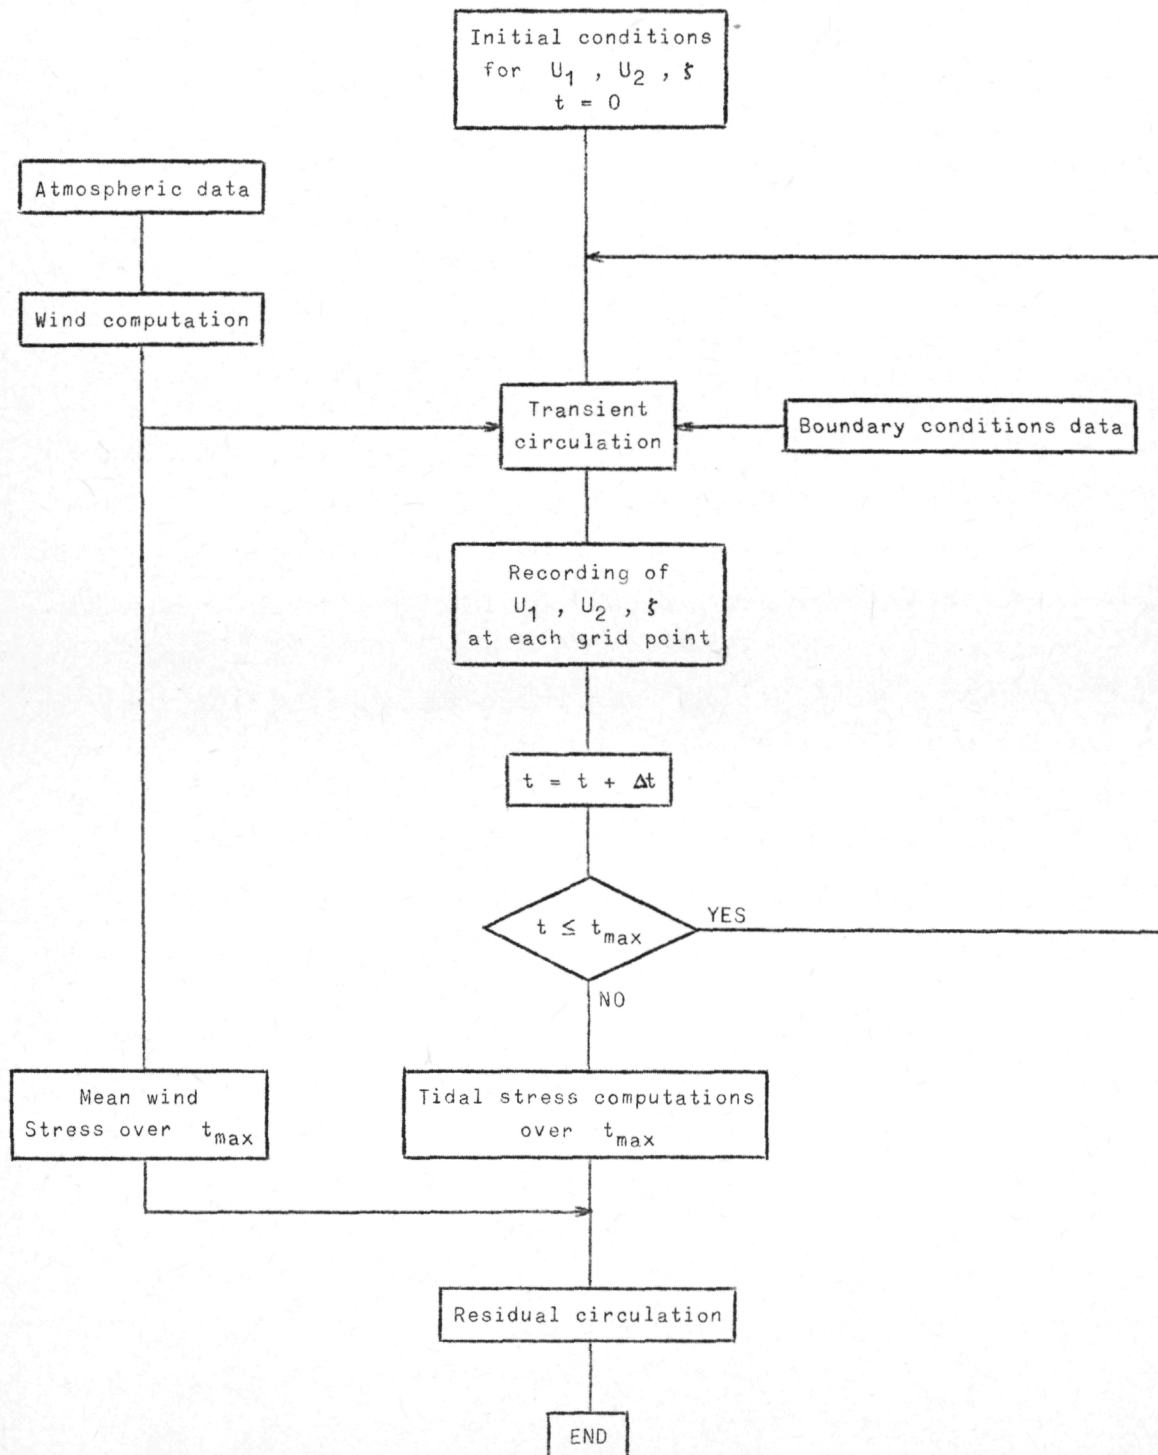 Initial conditions
for U₁ , U₂ , ζ
t = 0
Atmospheric data
Wind computation
Transient
circulation
Boundary conditions data
Recording of
U₁ , U₂ , ζ
at each grid point
t = t + Δt
t ≤ tmax
YES
NO
Mean wind
Stress over tmax
Tidal stress computations
over tmax
Residual circulation
END